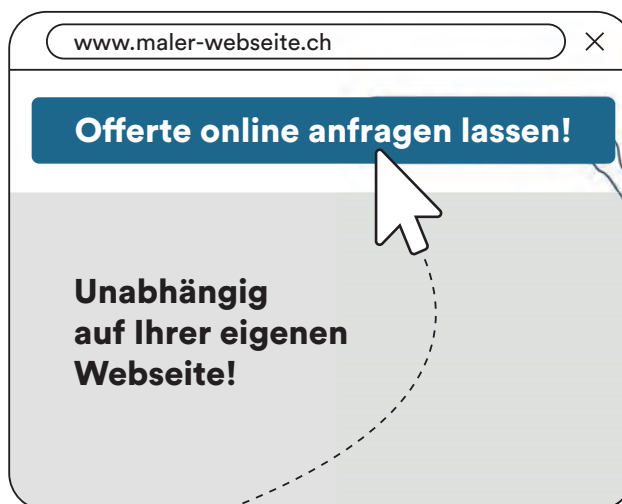 www.maler-webseite.ch
Offerte online anfragen lassen!
Unabhängig
auf Ihrer eigenen
Webseite!